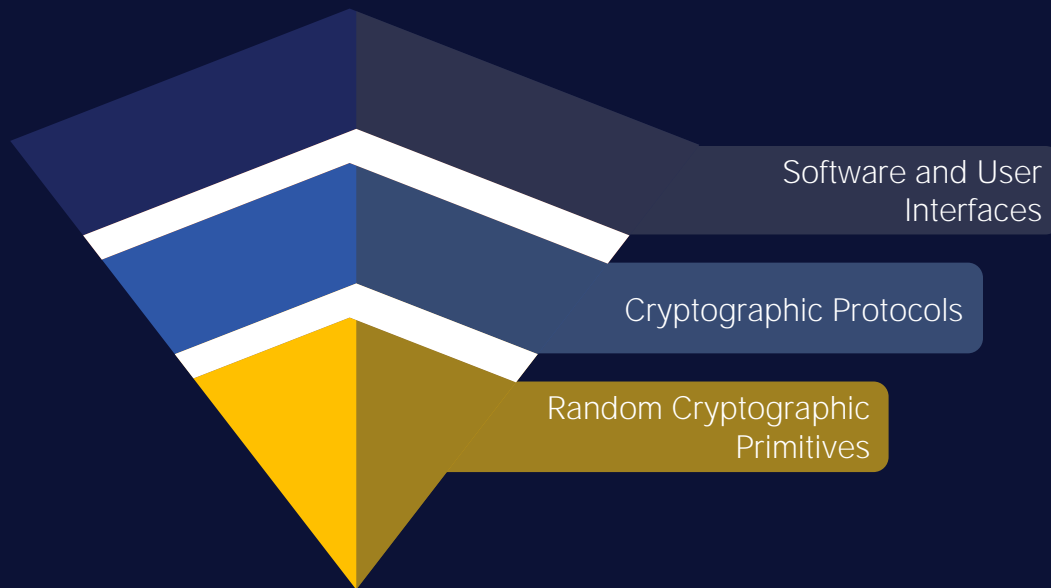 Software and User
Interfaces
Cryptographic Protocols
Random Cryptographic
Primitives